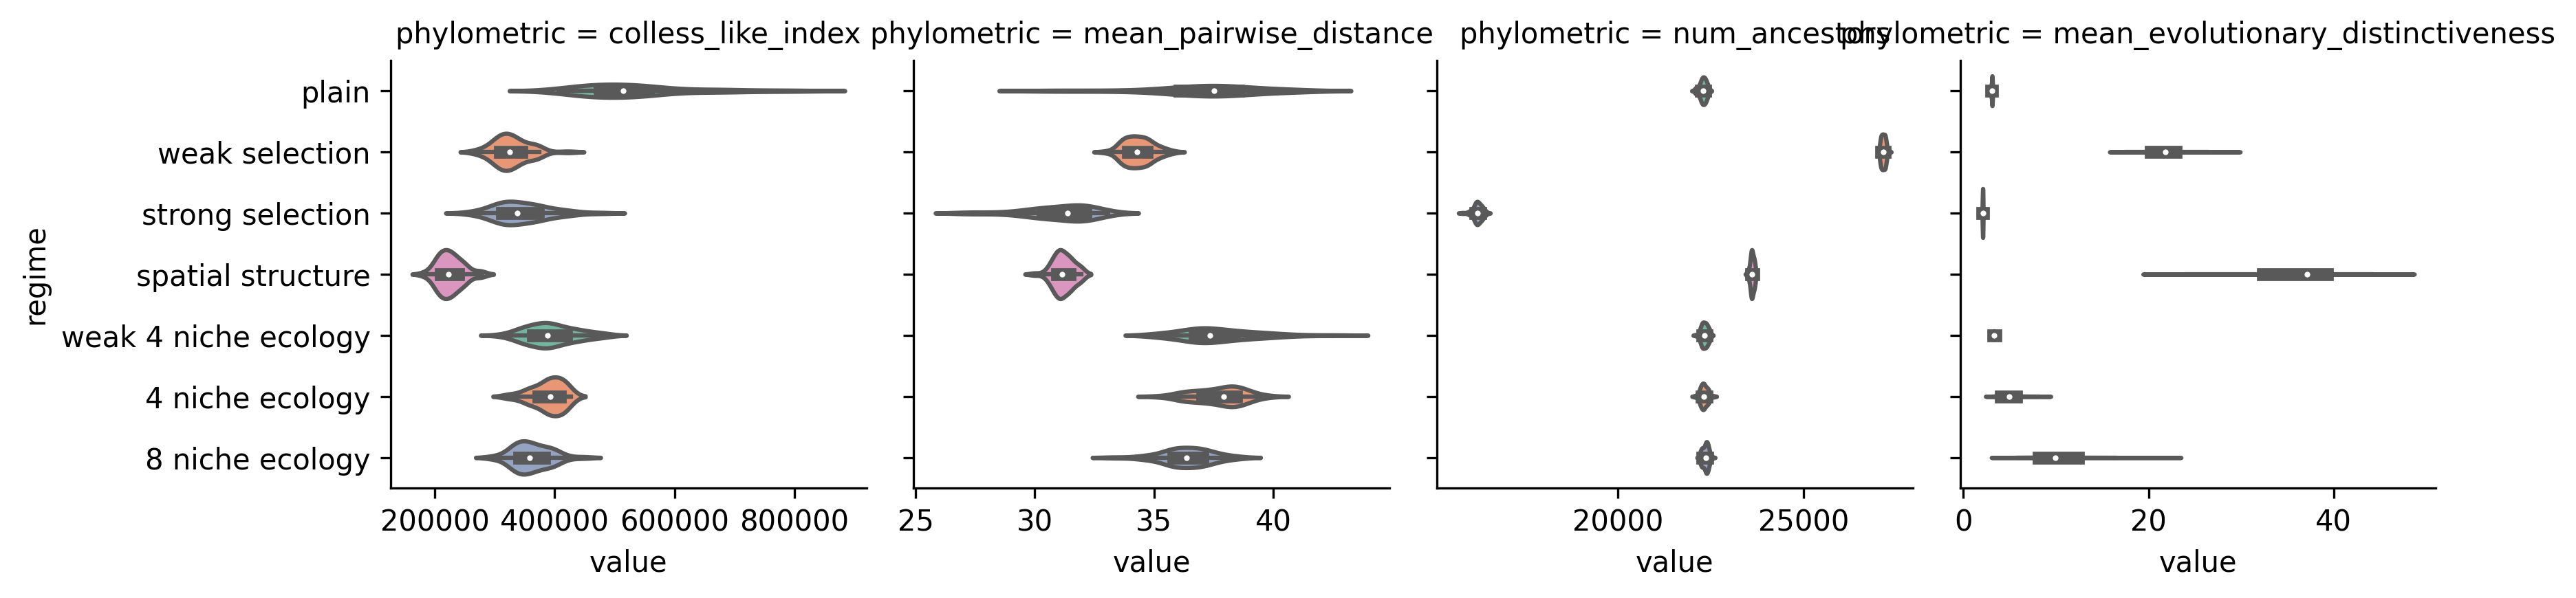 phylometric = colless_like_index
phylometric = mean_pairwise_distance
phylometric = num_ancestors
phylometric = mean_evolutionary_distinctiveness
regime
plain
weak selection
strong selection
spatial structure
weak 4 niche ecology
4 niche ecology
8 niche ecology
200000 400000 600000 800000
25 30 35 40
20000 25000
0 20 40
value
value
value
value